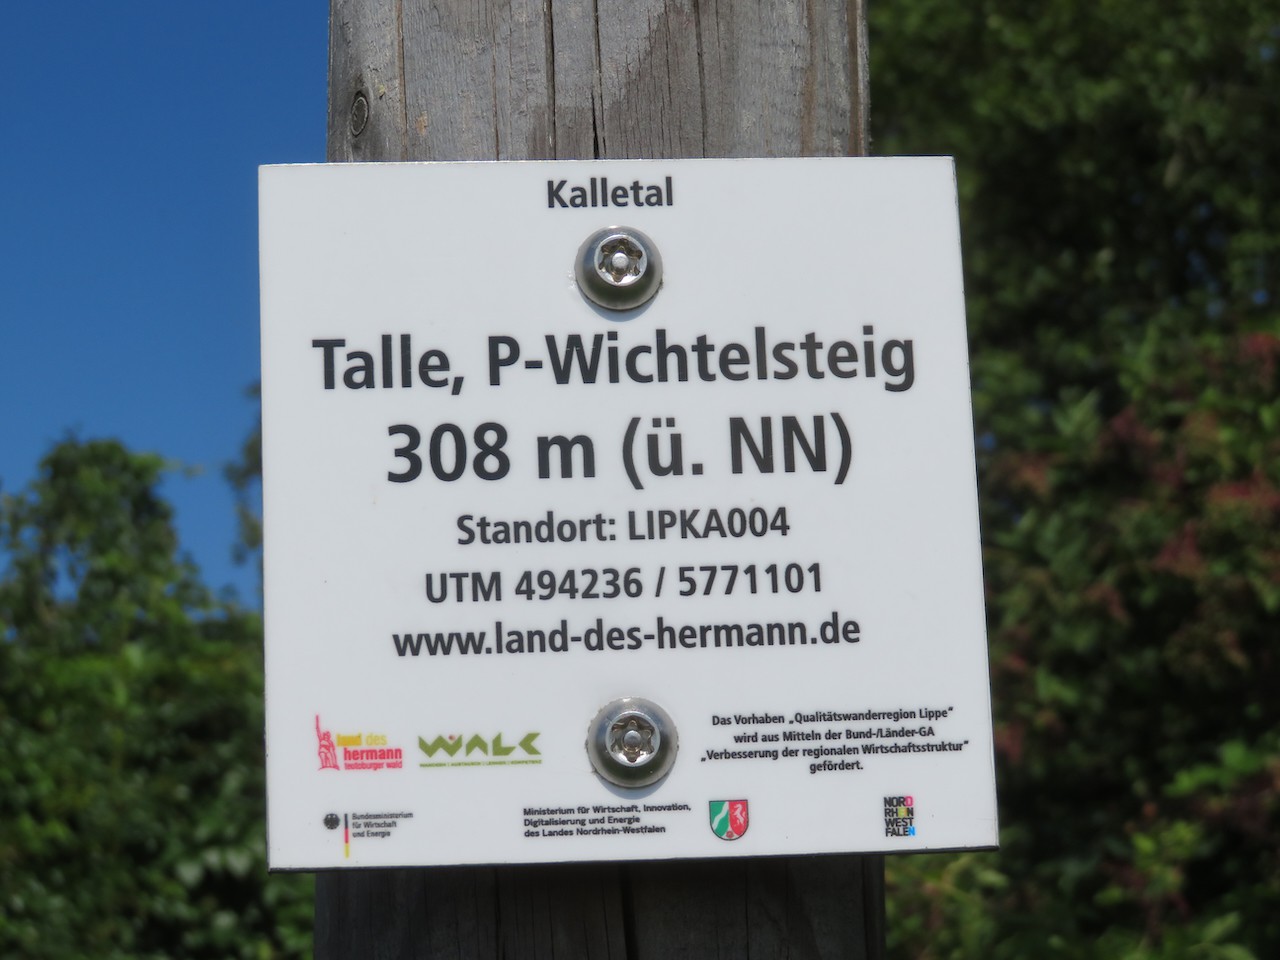 Kalletal
Talle, P-Wichtelsteig
308 m (ü. NN)
Standort: LIPKA004
UTM 494236 / 5771101
www.land-des-hermann.de
land des
hermann
teutoburger wald
WALK
Das Vorhaben „Qualitätswanderregion Lippe“
wird aus Mitteln der Bund-/Länder-GA
„Verbesserung der regionalen Wirtschaftsstruktur“
gefördert.
Bundesministerium
für Wirtschaft
und Energie
Ministerium für Wirtschaft, Innovation,
Digitalisierung und Energie
des Landes Nordrhein-Westfalen
NORD
RHEIN
WEST
FALEN